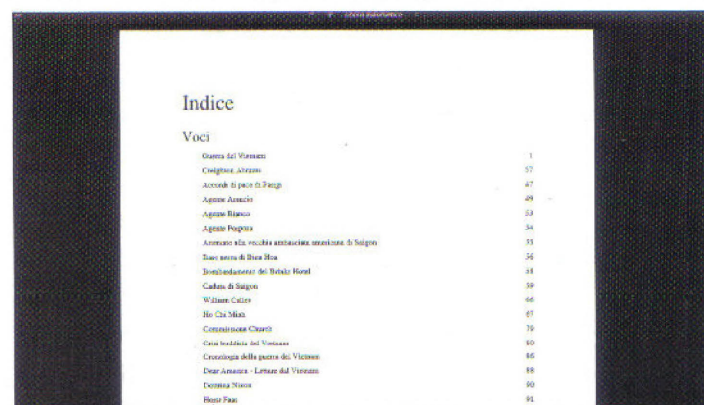 Indice
Voci
Guerra del Vietnam 1
Creighton Abrams 37
Accordi di pace di Parigi 47
Agente Arancio 49
Agente Bianco 53
Agente Porpora 54
Attentato alla vecchia ambasciata americana di Saigon 55
Base aerea di Bien Hoa 56
Bombardamento del Brinks Hotel 58
Caduta di Saigon 59
William Calley 66
Ho Chi Minh 67
Commissione Church 79
Crisi buddista del Vietnam 80
Cronologia della guerra del Vietnam 86
Dear America - Lettere dal Vietnam 88
Dottrina Nixon 90
Horst Faas 91